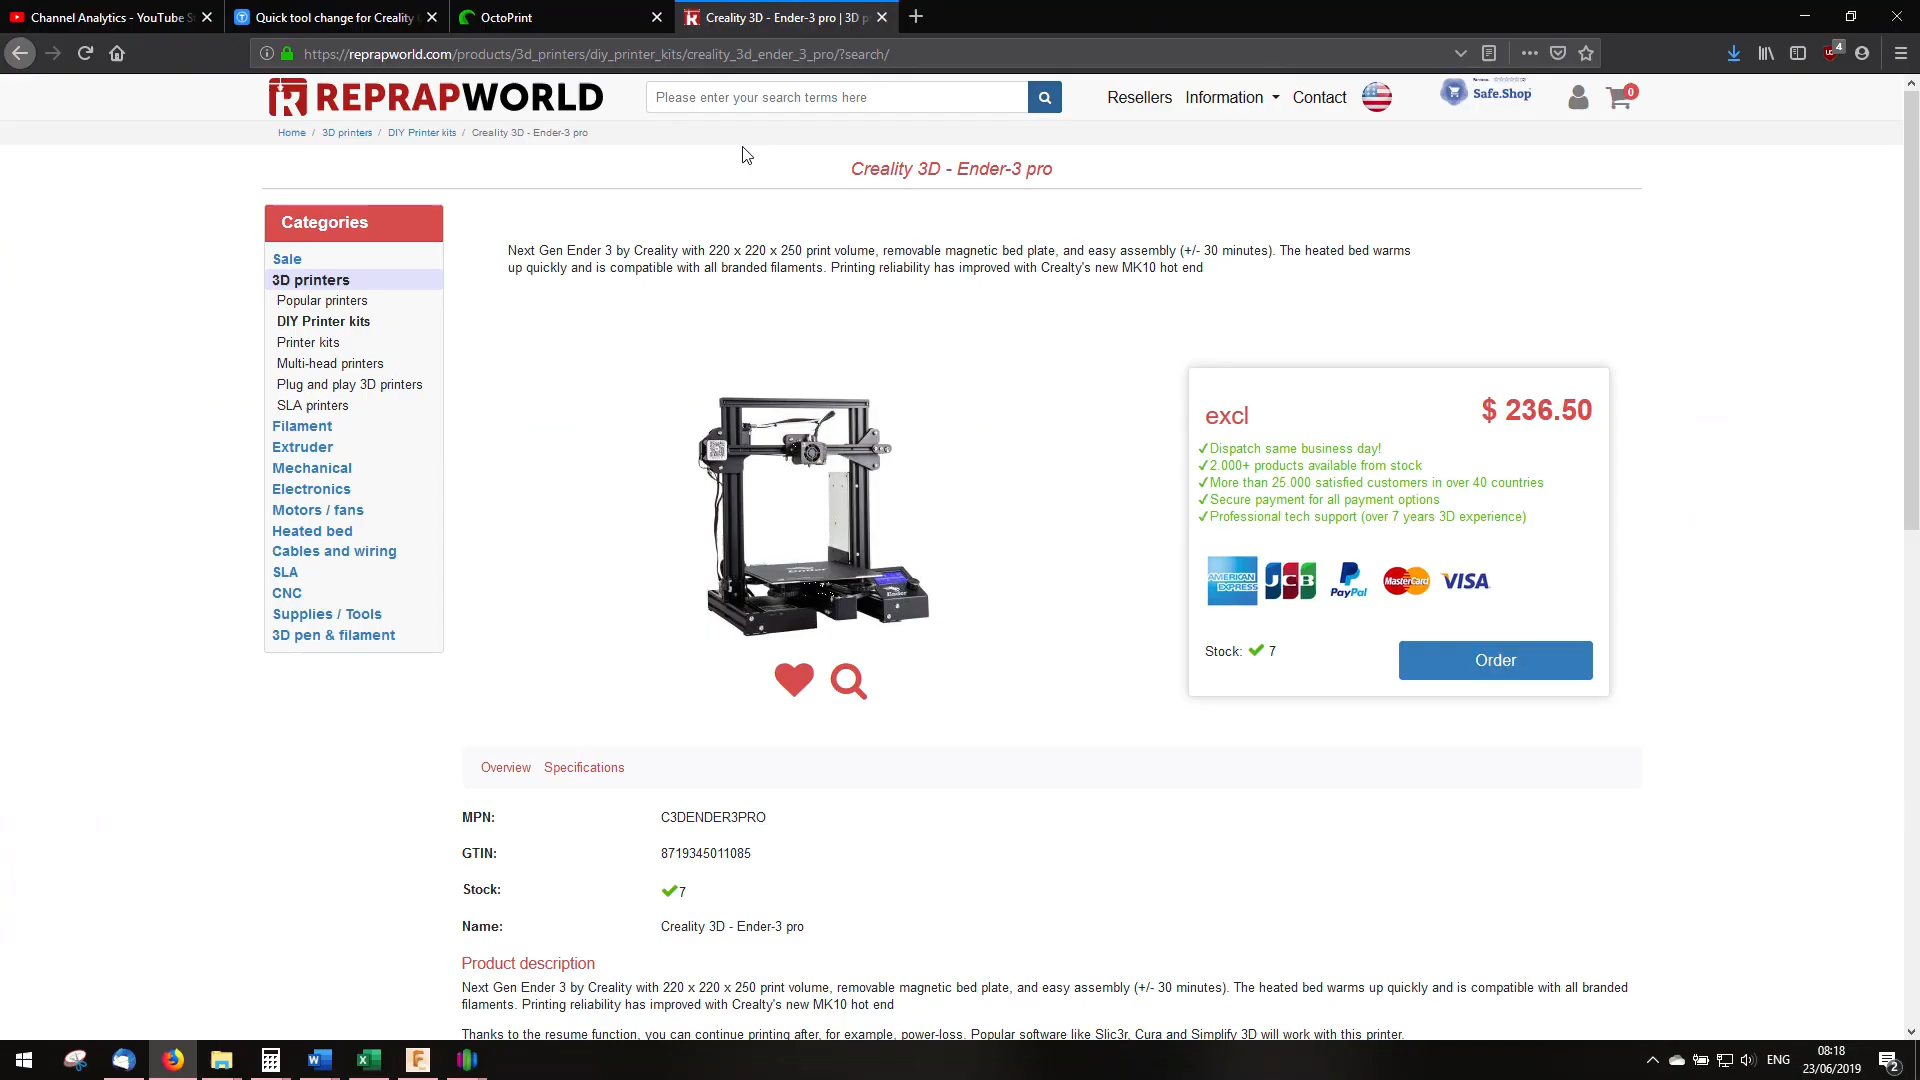 Channel Analytics - YouTube S
Quick tool change for Creality
OctoPrint
Creality 3D - Ender-3 pro | 3D p
https://reprapworld.com/products/3d_printers/diy_printer_kits/creality_3d_ender_3_pro/?search/
4
REPRAPWORLD
Please enter your search terms here
Resellers
Information
Contact
Safe.Shop
0
Home / 3D printers / DIY Printer kits / Creality 3D - Ender-3 pro
Creality 3D - Ender-3 pro
Categories
Sale
3D printers
Popular printers
DIY Printer kits
Printer kits
Multi-head printers
Plug and play 3D printers
SLA printers
Filament
Extruder
Mechanical
Electronics
Motors / fans
Heated bed
Cables and wiring
SLA
CNC
Supplies / Tools
3D pen & filament
Next Gen Ender 3 by Creality with 220 x 220 x 250 print volume, removable magnetic bed plate, and easy assembly (+/- 30 minutes). The heated bed warms
up quickly and is compatible with all branded filaments. Printing reliability has improved with Crealty's new MK10 hot end
excl
$ 236.50
Dispatch same business day!
2.000+ products available from stock
More than 25.000 satisfied customers in over 40 countries
Secure payment for all payment options
Professional tech support (over 7 years 3D experience)
AMERICAN EXPRESS
JCB
PayPal
MasterCard
VISA
Stock: 7
Order
Overview
Specifications
MPN: C3DENDER3PRO
GTIN: 8719345011085
Stock: 7
Name: Creality 3D - Ender-3 pro
Product description
Next Gen Ender 3 by Creality with 220 x 220 x 250 print volume, removable magnetic bed plate, and easy assembly (+/- 30 minutes). The heated bed warms up quickly and is compatible with all branded
filaments. Printing reliability has improved with Crealty's new MK10 hot end
Thanks to the resume function, you can continue printing after, for example, power-loss. Popular software like Slic3r, Cura and Simplify 3D will work with this printer.
ENG
08:18
23/06/2019
2